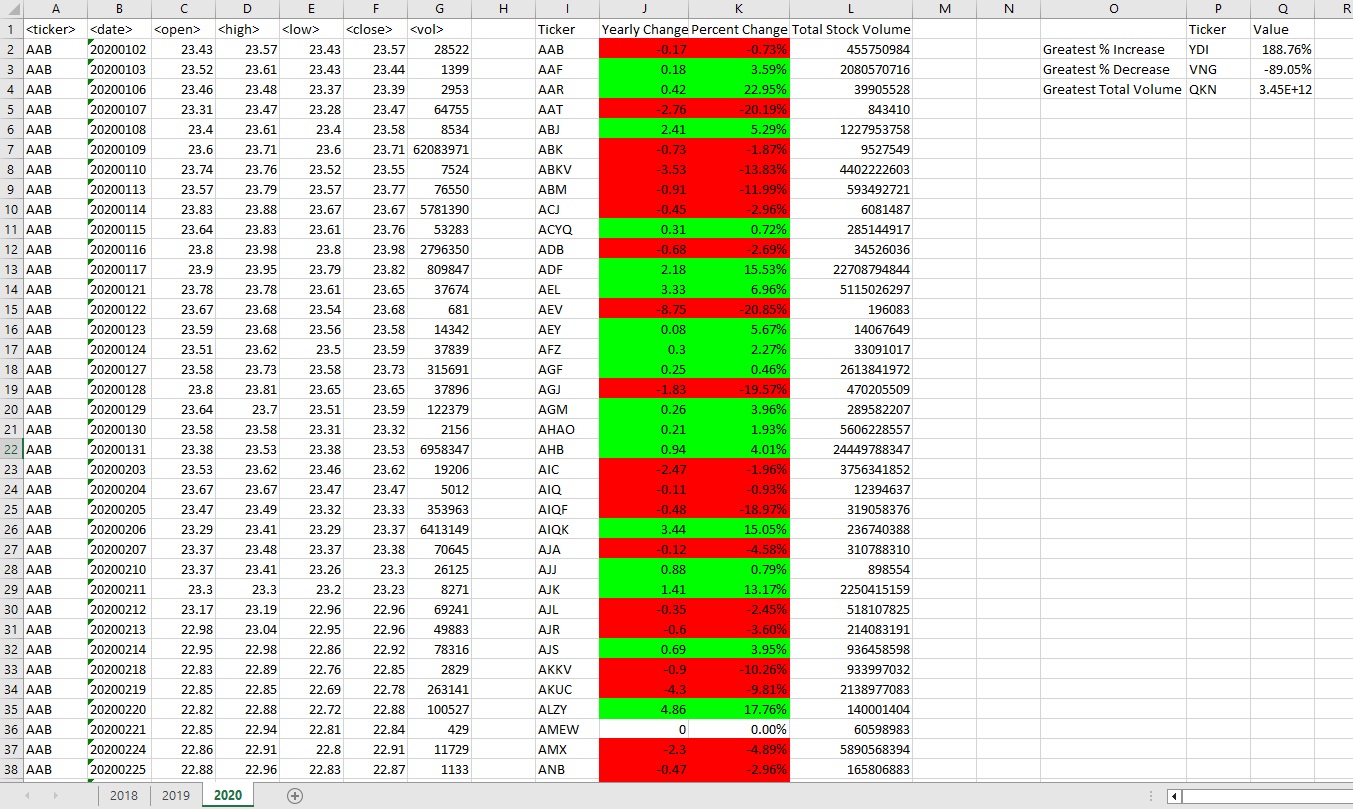 A B C D E F G H I J K L M N O P Q R
1 <ticker> <date> <open> <high> <low> <close> <vol> Ticker Yearly Change Percent Change Total Stock Volume Ticker Value
2 AAB 20200102 23.43 23.57 23.43 23.57 28522 AAB -0.17 -0.73% 455750984 Greatest % Increase YDI 188.76%
3 AAB 20200103 23.52 23.61 23.43 23.44 1399 AAF 0.18 3.59% 2080570716 Greatest % Decrease VNG -89.05%
4 AAB 20200106 23.46 23.48 23.37 23.39 2953 AAR 0.42 22.95% 39905528 Greatest Total Volume QKN 3.45E+12
5 AAB 20200107 23.31 23.47 23.28 23.47 64755 AAT -2.76 -20.19% 843410
6 AAB 20200108 23.4 23.61 23.4 23.58 8534 ABJ 2.41 5.29% 1227953758
7 AAB 20200109 23.6 23.71 23.6 23.71 62083971 ABK -0.73 -1.87% 9527549
8 AAB 20200110 23.74 23.76 23.52 23.55 7524 ABKV -3.53 -13.83% 4402222603
9 AAB 20200113 23.57 23.79 23.57 23.77 76550 ABM -0.91 -11.99% 593492721
10 AAB 20200114 23.83 23.88 23.67 23.67 5781390 ACJ -0.45 -2.96% 6081487
11 AAB 20200115 23.64 23.83 23.61 23.76 53283 ACYQ 0.31 0.72% 285144917
12 AAB 20200116 23.8 23.98 23.8 23.98 2796350 ADB -0.68 -2.69% 34526036
13 AAB 20200117 23.9 23.95 23.79 23.82 809847 ADF 2.18 15.53% 22708794844
14 AAB 20200121 23.78 23.78 23.61 23.65 37674 AEL 3.33 6.96% 5115026297
15 AAB 20200122 23.67 23.68 23.54 23.68 681 AEV -8.75 -20.85% 196083
16 AAB 20200123 23.59 23.68 23.56 23.58 14342 AEY 0.08 5.67% 14067649
17 AAB 20200124 23.51 23.62 23.5 23.59 37839 AFZ 0.3 2.27% 33091017
18 AAB 20200127 23.58 23.73 23.58 23.73 315691 AGF 0.25 0.46% 2613841972
19 AAB 20200128 23.8 23.81 23.65 23.65 37896 AGJ -1.83 -19.57% 470205509
20 AAB 20200129 23.64 23.7 23.51 23.59 122379 AGM 0.26 3.96% 289582207
21 AAB 20200130 23.58 23.58 23.31 23.32 2156 AHAO 0.21 1.93% 5606228557
22 AAB 20200131 23.38 23.53 23.38 23.53 6958347 AHB 0.94 4.01% 24449788347
23 AAB 20200203 23.53 23.62 23.46 23.62 19206 AIC -2.47 -1.96% 3756341852
24 AAB 20200204 23.67 23.67 23.47 23.47 5012 AIQ -0.11 -0.93% 12394637
25 AAB 20200205 23.47 23.49 23.32 23.33 353963 AIQF -0.48 -18.97% 319058376
26 AAB 20200206 23.29 23.41 23.29 23.37 6413149 AIQK 3.44 15.05% 236740388
27 AAB 20200207 23.37 23.48 23.37 23.38 70645 AJA -0.12 -4.58% 310788310
28 AAB 20200210 23.37 23.41 23.26 23.3 26125 AJJ 0.88 0.79% 898554
29 AAB 20200211 23.3 23.3 23.2 23.23 8271 AJK 1.41 13.17% 2250415159
30 AAB 20200212 23.17 23.19 22.96 22.96 69241 AJL -0.35 -2.45% 518107825
31 AAB 20200213 22.98 23.04 22.95 22.96 49883 AJR -0.6 -3.60% 214083191
32 AAB 20200214 22.95 22.98 22.86 22.92 78316 AJS 0.69 3.95% 936458598
33 AAB 20200218 22.83 22.89 22.76 22.85 2829 AKKV -0.9 -10.26% 933997032
34 AAB 20200219 22.85 22.85 22.69 22.78 263141 AKUC -4.3 -9.81% 2138977083
35 AAB 20200220 22.82 22.88 22.72 22.88 100527 ALZY 4.86 17.76% 140001404
36 AAB 20200221 22.85 22.94 22.81 22.84 429 AMEW 0 0.00% 60598983
37 AAB 20200224 22.86 22.91 22.8 22.91 11729 AMX -2.3 -4.89% 5890568394
38 AAB 20200225 22.88 22.96 22.83 22.87 1133 ANB -0.47 -2.96% 165806883
2018 2019 2020